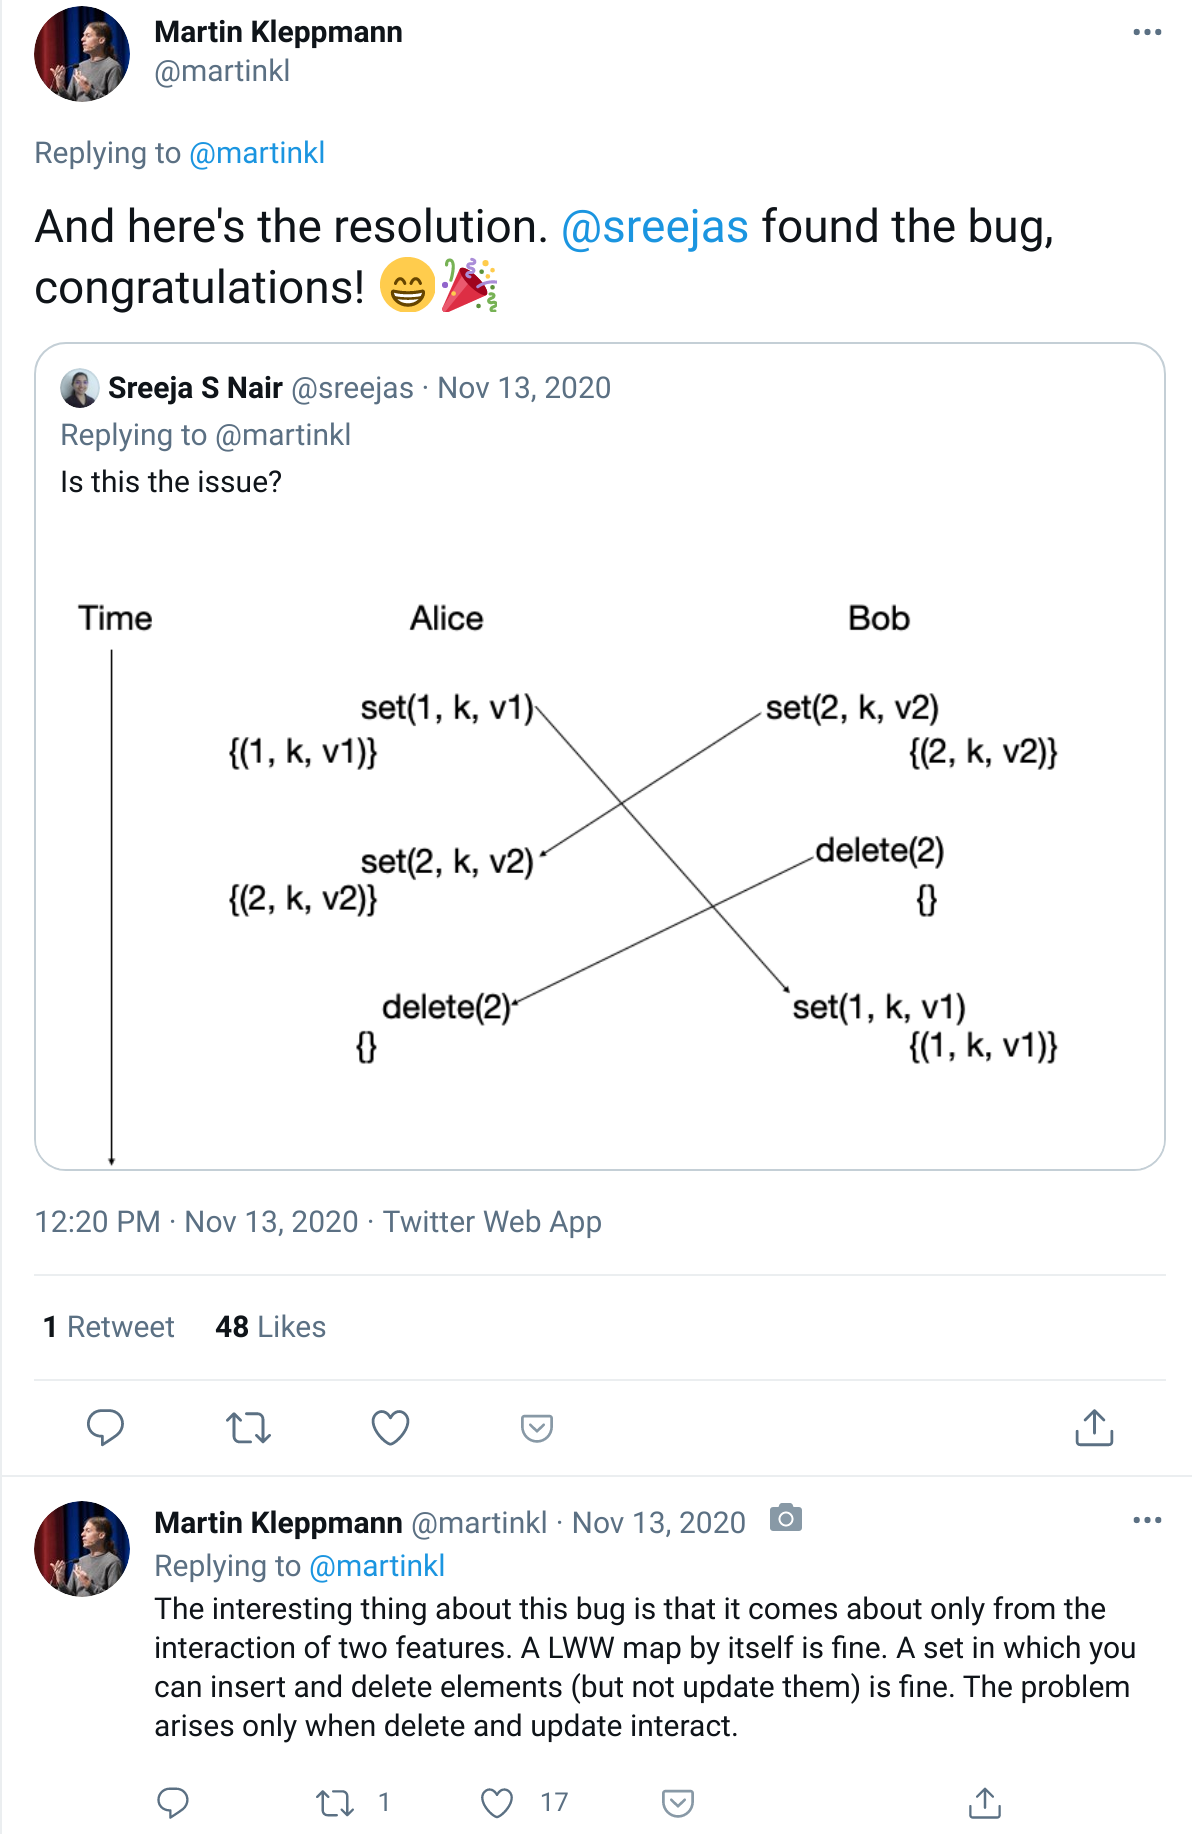 Martin Kleppmann
@martinkl
Replying to @martinkl
And here's the resolution. @sreejas found the bug,
congratulations! 😁🎉
Sreeja S Nair @sreejas · Nov 13, 2020
Replying to @martinkl
Is this the issue?
Time Alice Bob
set(1, k, v1) set(2, k, v2)
{(1, k, v1)} {(2, k, v2)}
set(2, k, v2) delete(2)
{(2, k, v2)} {}
delete(2) set(1, k, v1)
{} {(1, k, v1)}
12:20 PM · Nov 13, 2020 · Twitter Web App
1 Retweet 48 Likes
Martin Kleppmann @martinkl · Nov 13, 2020
Replying to @martinkl
The interesting thing about this bug is that it comes about only from the
interaction of two features. A LWW map by itself is fine. A set in which you
can insert and delete elements (but not update them) is fine. The problem
arises only when delete and update interact.
1 17